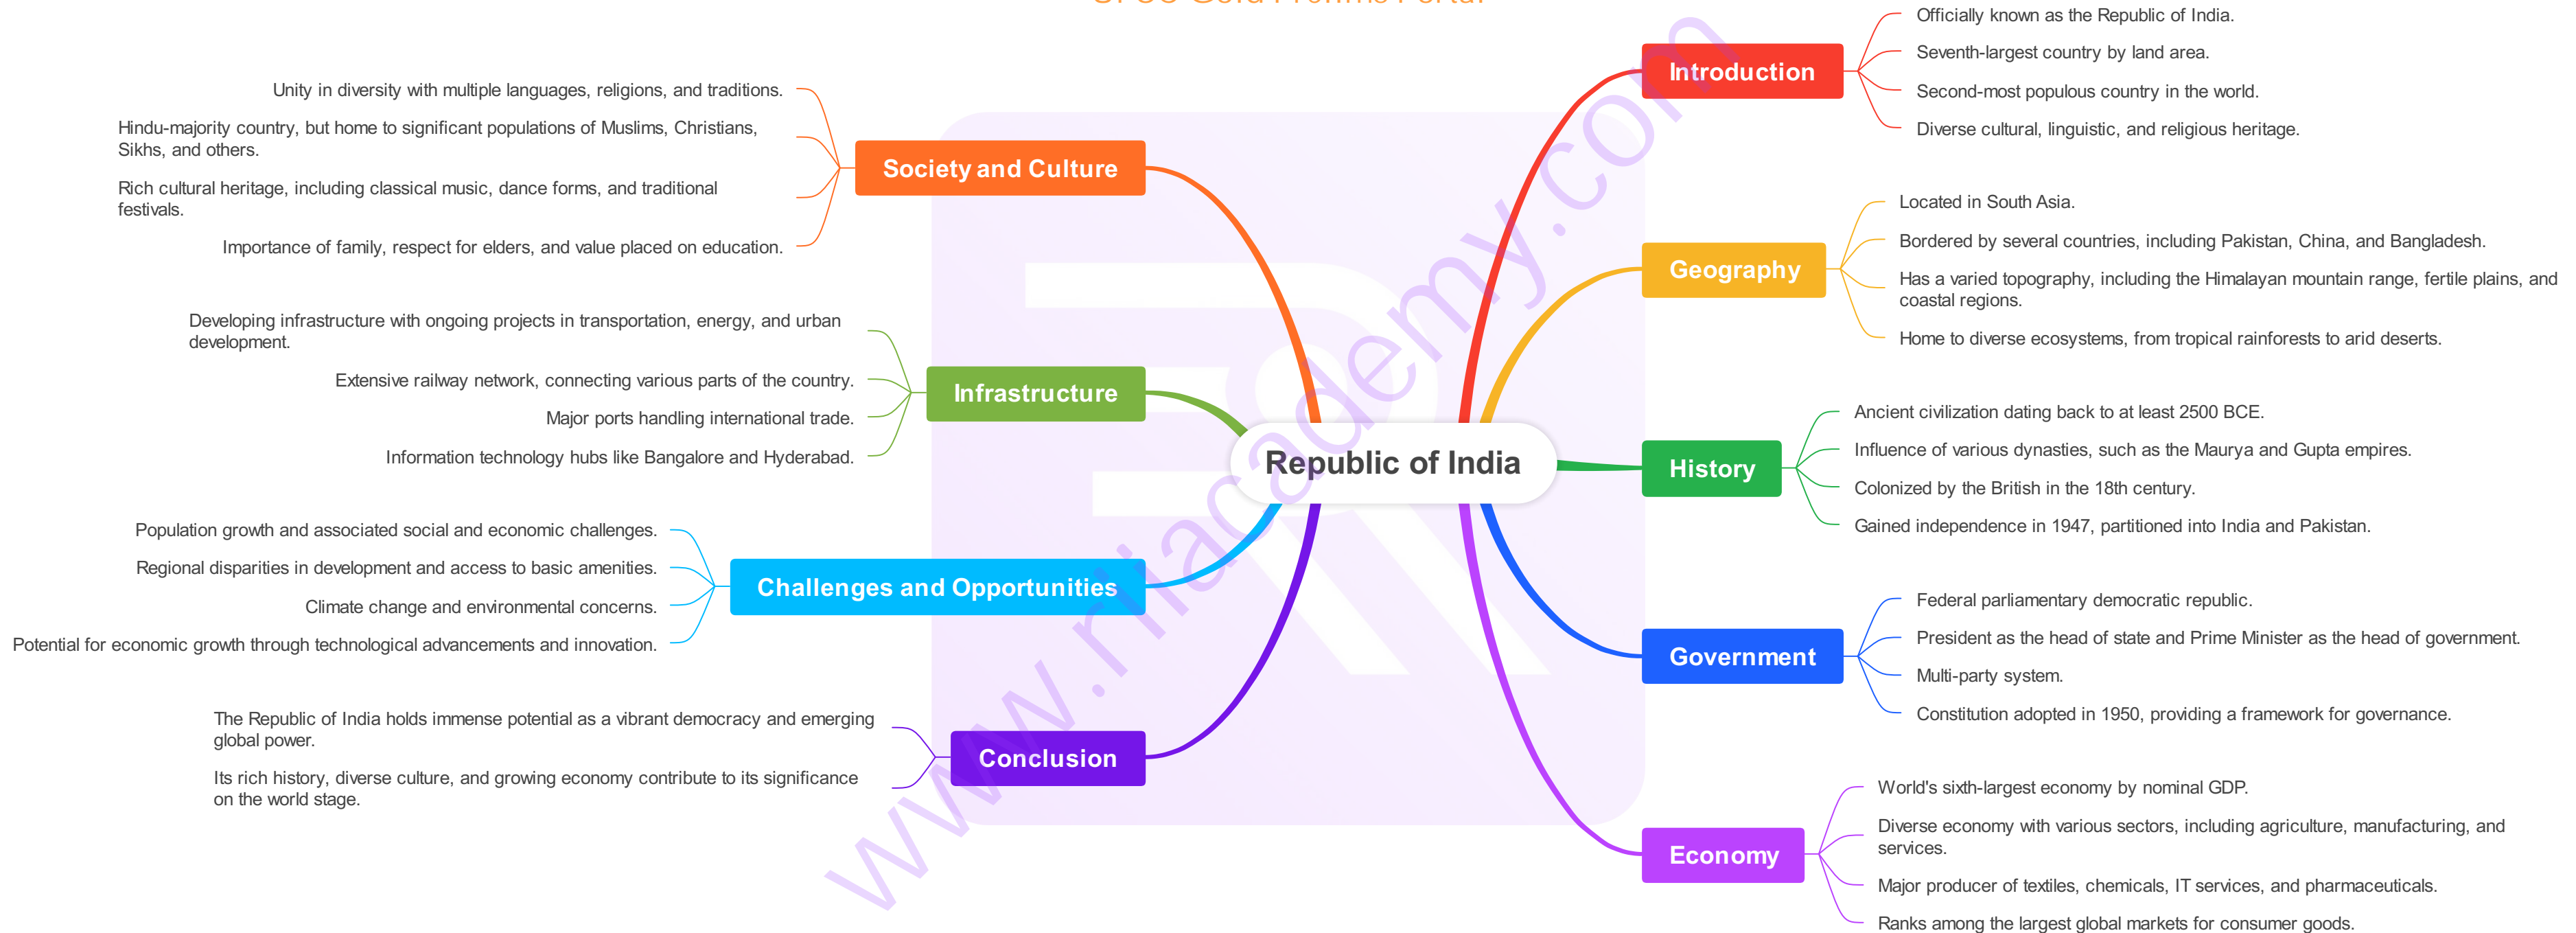 Republic of India
Introduction
Officially known as the Republic of India.
Seventh-largest country by land area.
Second-most populous country in the world.
Diverse cultural, linguistic, and religious heritage.
Geography
Located in South Asia.
Bordered by several countries, including Pakistan, China, and Bangladesh.
Has a varied topography, including the Himalayan mountain range, fertile plains, and
coastal regions.
Home to diverse ecosystems, from tropical rainforests to arid deserts.
History
Ancient civilization dating back to at least 2500 BCE.
Influence of various dynasties, such as the Maurya and Gupta empires.
Colonized by the British in the 18th century.
Gained independence in 1947, partitioned into India and Pakistan.
Government
Federal parliamentary democratic republic.
President as the head of state and Prime Minister as the head of government.
Multi-party system.
Constitution adopted in 1950, providing a framework for governance.
Economy
World's sixth-largest economy by nominal GDP.
Diverse economy with various sectors, including agriculture, manufacturing, and
services.
Major producer of textiles, chemicals, IT services, and pharmaceuticals.
Ranks among the largest global markets for consumer goods.
Society and Culture
Unity in diversity with multiple languages, religions, and traditions.
Hindu-majority country, but home to significant populations of Muslims, Christians,
Sikhs, and others.
Rich cultural heritage, including classical music, dance forms, and traditional
festivals.
Importance of family, respect for elders, and value placed on education.
Infrastructure
Developing infrastructure with ongoing projects in transportation, energy, and urban
development.
Extensive railway network, connecting various parts of the country.
Major ports handling international trade.
Information technology hubs like Bangalore and Hyderabad.
Challenges and Opportunities
Population growth and associated social and economic challenges.
Regional disparities in development and access to basic amenities.
Climate change and environmental concerns.
Potential for economic growth through technological advancements and innovation.
Conclusion
The Republic of India holds immense potential as a vibrant democracy and emerging
global power.
Its rich history, diverse culture, and growing economy contribute to its significance
on the world stage.